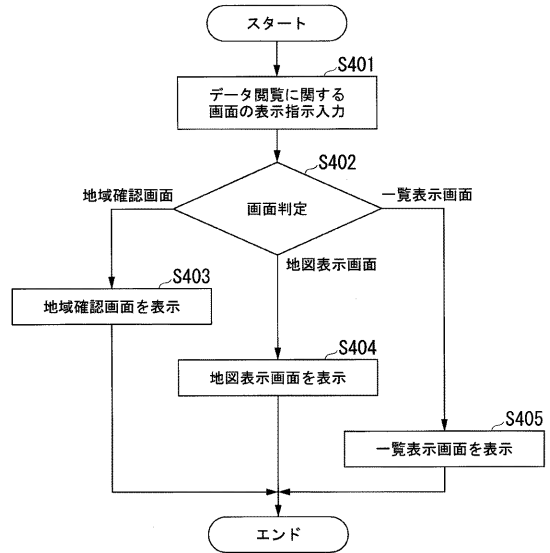 スタート
S401
データ閲覧に関する
画面の表示指示入力
S402
地域確認画面
画面判定
一覧表示画面
地図表示画面
S403
地域確認画面を表示
S404
地図表示画面を表示
S405
一覧表示画面を表示
エンド